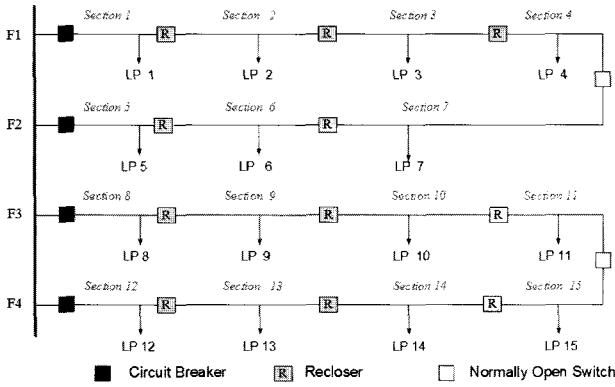 Section 1 Section 2 Section 3 Section 4
F1 R R R
LP 1 LP 2 LP 3 LP 4
Section 5 Section 6 Section 7
F2 R R
LP 5 LP 6 LP 7
Section 8 Section 9 Section 10 Section 11
F3 R R R
LP 8 LP 9 LP 10 LP 11
Section 12 Section 13 Section 14 Section 15
F4 R R R
LP 12 LP 13 LP 14 LP 15
Circuit Breaker R Recloser Normally Open Switch